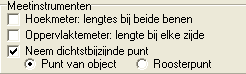 Meetinstrumenten
Hoekmeter: lengtes bij beide benen
Oppervlaktemeter: lengte bij elke zijde
Neem dichtstbijzijnde punt
Punt van object Roosterpunt